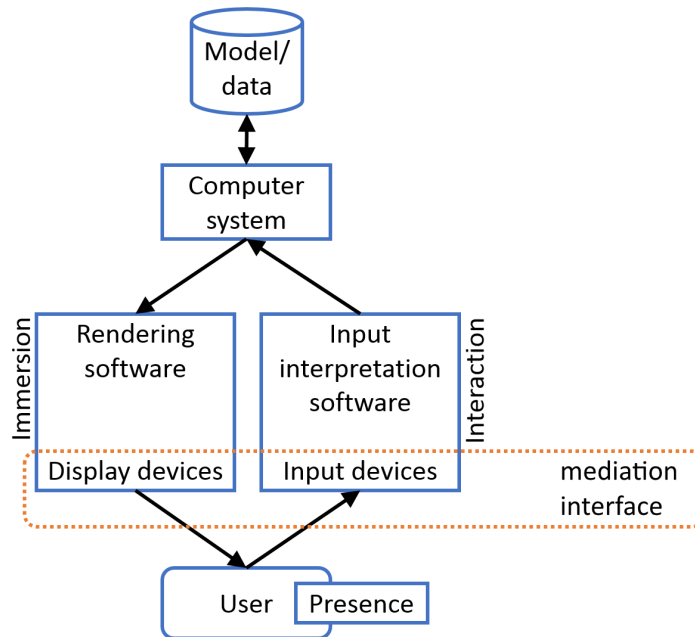 Model/
data
Computer
system
Immersion
Rendering
software
Input
interpretation
software
Interaction
Display devices
Input devices
mediation
interface
User
Presence